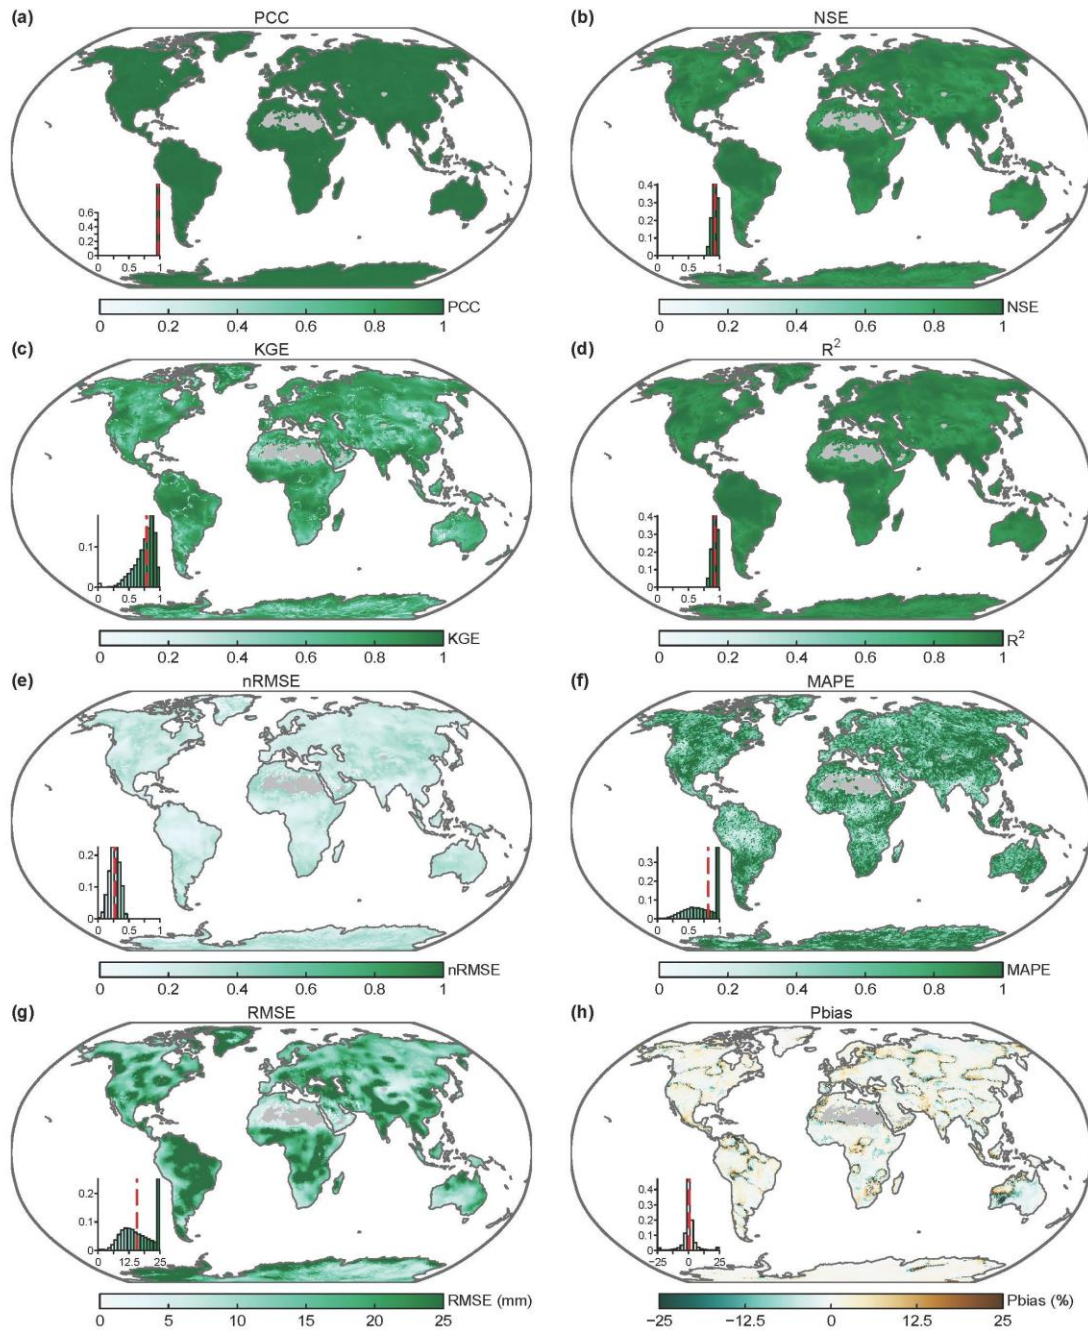 (a) PCC
(b) NSE
0.6
0.4
0.2
0
0 0.5 1
0.4
0.3
0.2
0.1
0
0 0.5 1
PCC
0 0.2 0.4 0.6 0.8 1
NSE
0 0.2 0.4 0.6 0.8 1
(c) KGE
(d) R²
0.1
0
0 0.5 1
0.4
0.3
0.2
0.1
0
0 0.5 1
KGE
0 0.2 0.4 0.6 0.8 1
R²
0 0.2 0.4 0.6 0.8 1
(e) nRMSE
(f) MAPE
0.2
0.1
0
0 0.5 1
0.3
0.2
0.1
0
0 0.5 1
nRMSE
0 0.2 0.4 0.6 0.8 1
MAPE
0 0.2 0.4 0.6 0.8 1
(g) RMSE
(h) Pbias
0.2
0.1
0
0 12.5 25
0.4
0.3
0.2
0.1
0
−25 0 25
RMSE (mm)
0 5 10 15 20 25
Pbias (%)
−25 −12.5 0 12.5 25